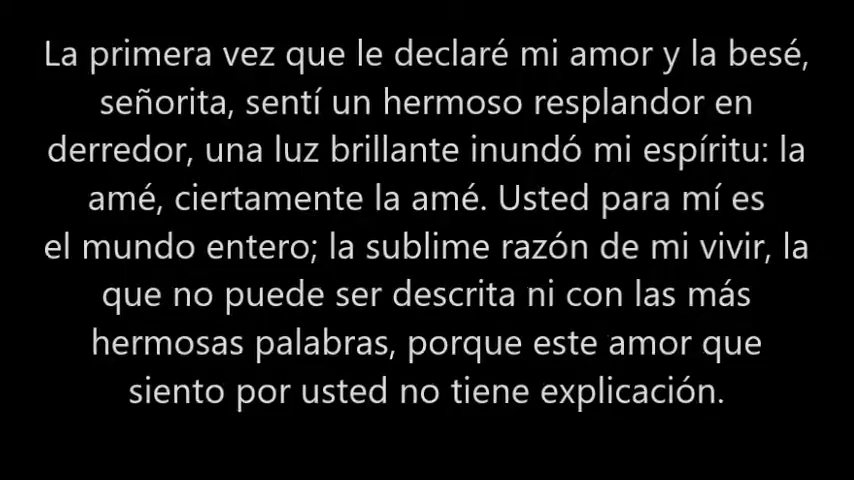 La primera vez que le declaré mi amor y la besé,
señorita, sentí un hermoso resplandor en
derredor, una luz brillante inundó mi espíritu: la
amé, ciertamente la amé. Usted para mí es
el mundo entero; la sublime razón de mi vivir, la
que no puede ser descrita ni con las más
hermosas palabras, porque este amor que
siento por usted no tiene explicación.